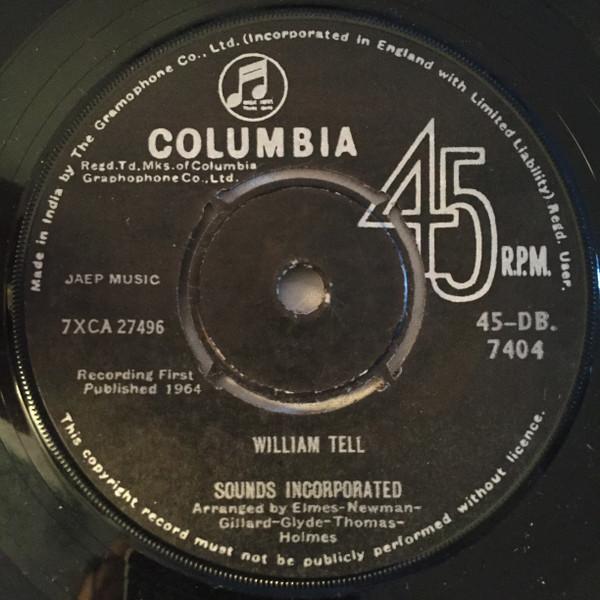 Made in India by The Gramophone Co., Ltd. (Incorporated in England with Limited Liability) Regd. User.
COLUMBIA
Regd.Td.Mks.of Columbia
Graphophone Co., Ltd.
45 R.P.M.
JAEP MUSIC
7XCA 27496
45-DB.
7404
Recording First
Published 1964
WILLIAM TELL
SOUNDS INCORPORATED
Arranged by Elmes-Newman-
Gillard-Glyde-Thomas-
Holmes
This copyright record must not be publicly performed without licence.